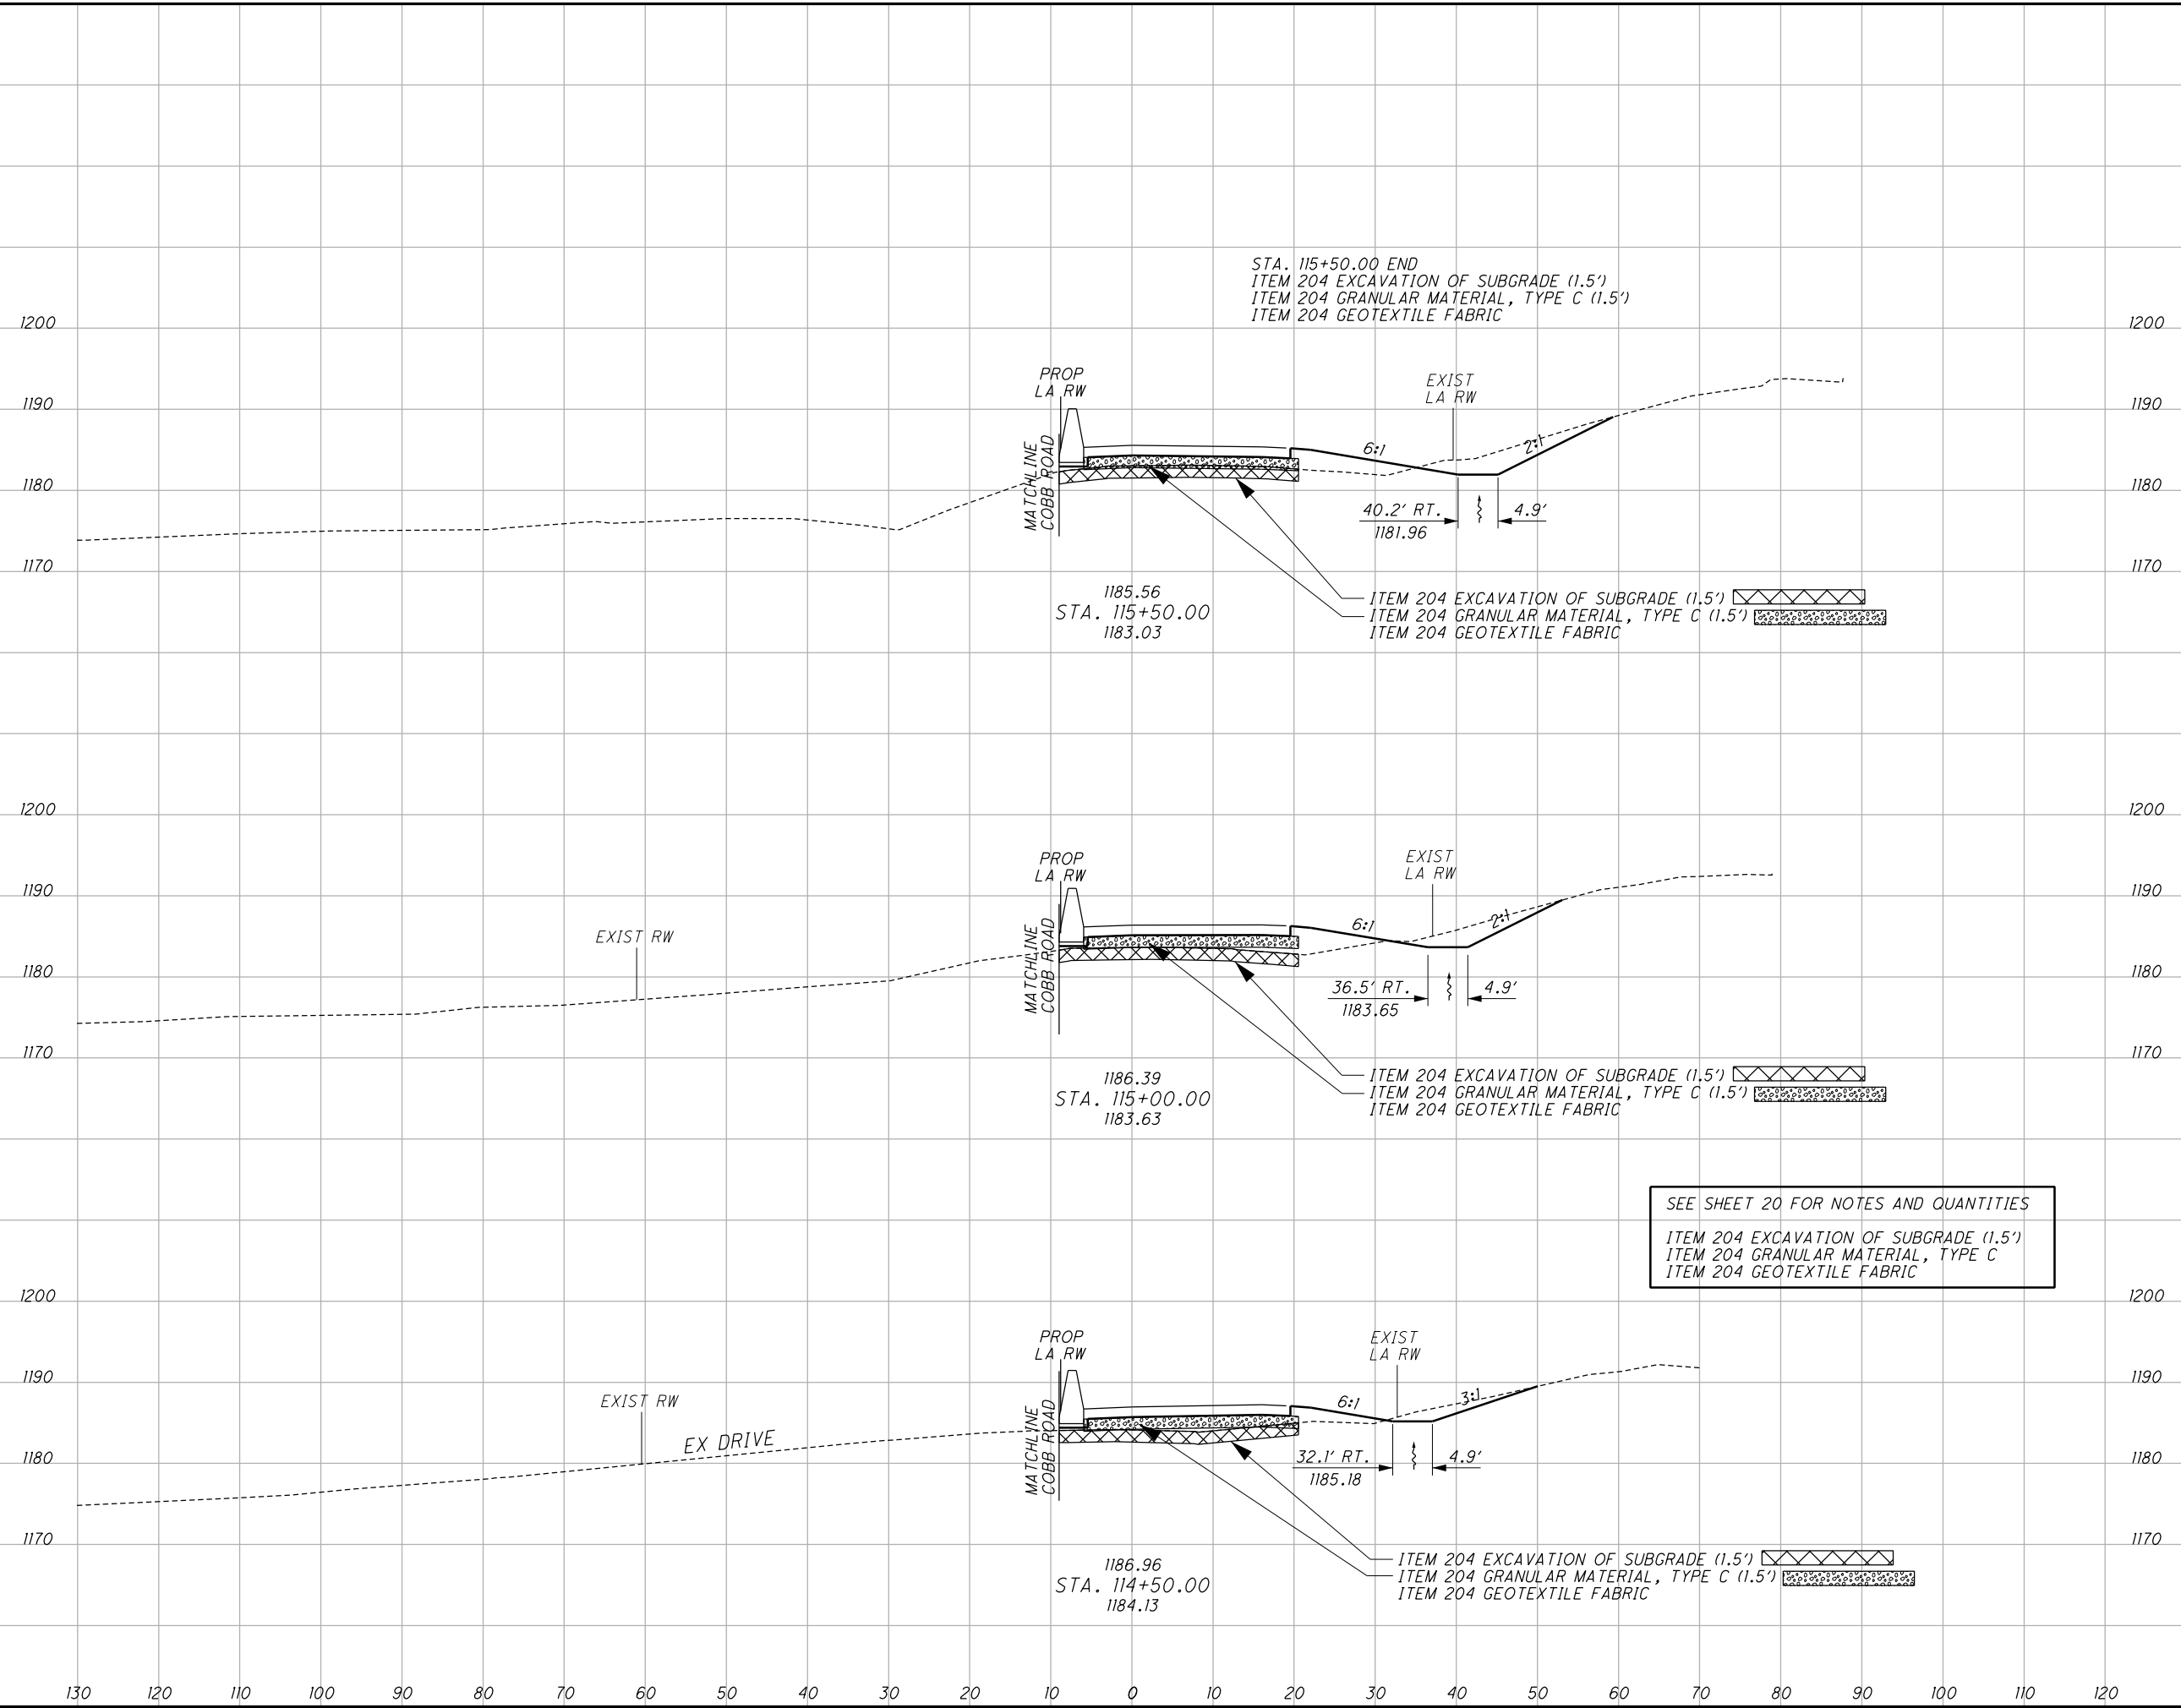 STA. 115+50.00 END
ITEM 204 EXCAVATION OF SUBGRADE (1.5')
ITEM 204 GRANULAR MATERIAL, TYPE C (1.5')
ITEM 204 GEOTEXTILE FABRIC
1200
1200
PROP
LA RW
EXIST
LA RW
1190
1190
MATCHLINE
COBB ROAD
6:1
2:1
1180
1180
40.2' RT.
4.9'
1181.96
1170
1170
1185.56
STA. 115+50.00
1183.03
ITEM 204 EXCAVATION OF SUBGRADE (1.5')
ITEM 204 GRANULAR MATERIAL, TYPE C (1.5')
ITEM 204 GEOTEXTILE FABRIC
1200
1200
PROP
LA RW
EXIST
LA RW
1190
1190
EXIST RW
MATCHLINE
COBB ROAD
6:1
2:1
1180
1180
36.5' RT.
4.9'
1183.65
1170
1170
1186.39
STA. 115+00.00
1183.63
ITEM 204 EXCAVATION OF SUBGRADE (1.5')
ITEM 204 GRANULAR MATERIAL, TYPE C (1.5')
ITEM 204 GEOTEXTILE FABRIC
SEE SHEET 20 FOR NOTES AND QUANTITIES
ITEM 204 EXCAVATION OF SUBGRADE (1.5')
ITEM 204 GRANULAR MATERIAL, TYPE C
ITEM 204 GEOTEXTILE FABRIC
1200
1200
PROP
LA RW
EXIST
LA RW
1190
1190
EXIST RW
EX DRIVE
MATCHLINE
COBB ROAD
6:1
3:1
1180
1180
32.1' RT.
4.9'
1185.18
1170
1170
1186.96
STA. 114+50.00
1184.13
ITEM 204 EXCAVATION OF SUBGRADE (1.5')
ITEM 204 GRANULAR MATERIAL, TYPE C (1.5')
ITEM 204 GEOTEXTILE FABRIC
130 120 110 100 90 80 70 60 50 40 30 20 10 0 10 20 30 40 50 60 70 80 90 100 110 120